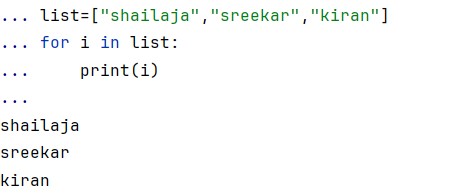 ... list=["shailaja","sreekar","kiran"]
... for i in list:
...     print(i)
...
shailaja
sreekar
kiran